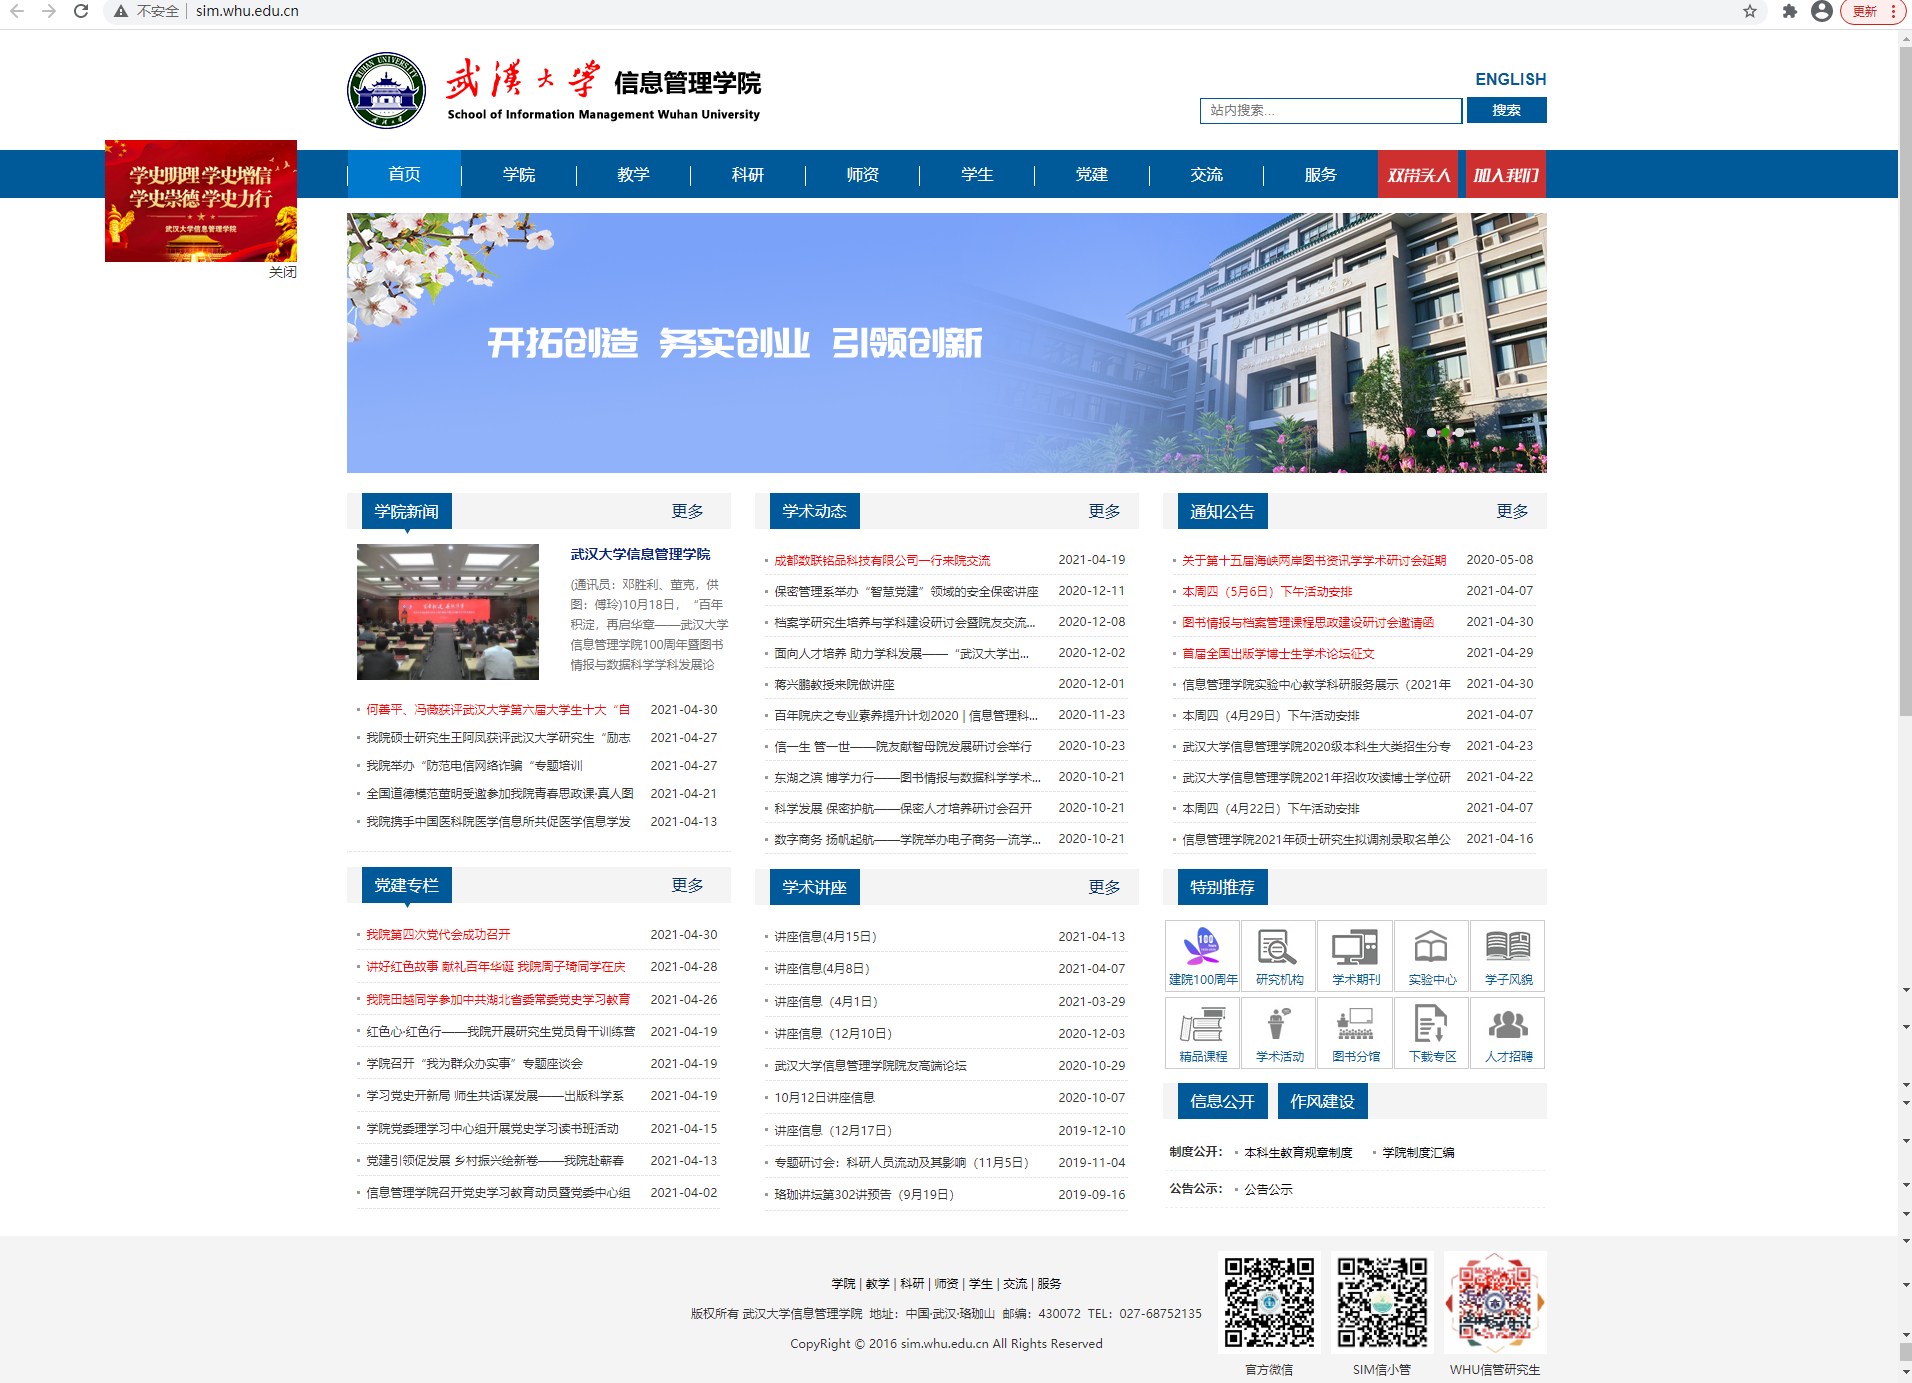 不安全 sim.whu.edu.cn 更新
武汉大学 信息管理学院
School of Information Management Wuhan University
ENGLISH
站内搜索... 搜索
学史明理 学史增信
学史崇德 学史力行
武汉大学信息管理学院
关闭
首页 学院 教学 科研 师资 学生 党建 交流 服务 双带头人 加入我们
开拓创造 务实创业 引领创新
学院新闻 更多
武汉大学信息管理学院
(通讯员：邓胜利、董克，供
图：傅玲)10月18日，“百年
积淀，再启华章——武汉大学
信息管理学院100周年暨图书
情报与数据科学学科发展论
何善平、冯薇获评武汉大学第六届大学生十大“自 2021-04-30
我院硕士研究生王阿凤获评武汉大学研究生“励志 2021-04-27
我院举办“防范电信网络诈骗“专题培训 2021-04-27
全国道德模范董明受邀参加我院青春思政课·真人图 2021-04-21
我院携手中国医科院医学信息所共促医学信息学发 2021-04-13
学术动态 更多
成都数联铭品科技有限公司一行来院交流 2021-04-19
保密管理系举办“智慧党建”领域的安全保密讲座 2020-12-11
档案学研究生培养与学科建设研讨会暨院友交流... 2020-12-08
面向人才培养 助力学科发展——“武汉大学出... 2020-12-02
蒋兴鹏教授来院做讲座 2020-12-01
百年院庆之专业素养提升计划2020 | 信息管理科... 2020-11-23
信一生 管一世——院友献智母院发展研讨会举行 2020-10-23
东湖之滨 博学力行——图书情报与数据科学学术... 2020-10-21
科学发展 保密护航——保密人才培养研讨会召开 2020-10-21
数字商务 扬帆起航——学院举办电子商务一流学... 2020-10-21
通知公告 更多
关于第十五届海峡两岸图书资讯学学术研讨会延期 2020-05-08
本周四（5月6日）下午活动安排 2021-04-07
图书情报与档案管理课程思政建设研讨会邀请函 2021-04-30
首届全国出版学博士生学术论坛征文 2021-04-29
信息管理学院实验中心教学科研服务展示（2021年 2021-04-30
本周四（4月29日）下午活动安排 2021-04-07
武汉大学信息管理学院2020级本科生大类招生分专 2021-04-23
武汉大学信息管理学院2021年招收攻读博士学位研 2021-04-22
本周四（4月22日）下午活动安排 2021-04-07
信息管理学院2021年硕士研究生拟调剂录取名单公 2021-04-16
党建专栏 更多
我院第四次党代会成功召开 2021-04-30
讲好红色故事 献礼百年华诞 我院周子琦同学在庆 2021-04-28
我院田越同学参加中共湖北省委常委党史学习教育 2021-04-26
红色心·红色行——我院开展研究生党员骨干训练营 2021-04-19
学院召开“我为群众办实事”专题座谈会 2021-04-19
学习党史开新局 师生共话谋发展——出版科学系 2021-04-19
学院党委理学习中心组开展党史学习读书班活动 2021-04-15
党建引领促发展 乡村振兴绘新卷——我院赴蕲春 2021-04-13
信息管理学院召开党史学习教育动员暨党委中心组 2021-04-02
学术讲座 更多
讲座信息(4月15日） 2021-04-13
讲座信息(4月8日） 2021-04-07
讲座信息（4月1日） 2021-03-29
讲座信息（12月10日） 2020-12-03
武汉大学信息管理学院院友高端论坛 2020-10-29
10月12日讲座信息 2020-10-07
讲座信息（12月17日） 2019-12-10
专题研讨会：科研人员流动及其影响（11月5日） 2019-11-04
珞珈讲坛第302讲预告（9月19日） 2019-09-16
特别推荐
建院100周年 研究机构 学术期刊 实验中心 学子风貌
精品课程 学术活动 图书分馆 下载专区 人才招聘
信息公开 作风建设
制度公开： 本科生教育规章制度 学院制度汇编
公告公示： 公告公示
学院 | 教学 | 科研 | 师资 | 学生 | 交流 | 服务
版权所有 武汉大学信息管理学院 地址：中国·武汉·珞珈山 邮编：430072 TEL：027-68752135
CopyRight © 2016 sim.whu.edu.cn All Rights Reserved
官方微信 SIM信小管 WHU信管研究生